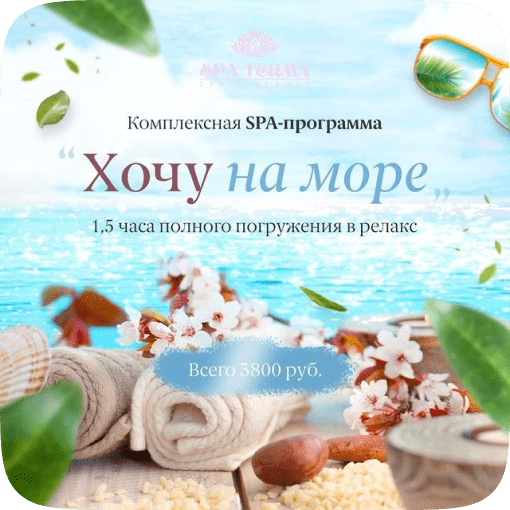 SPA TERMA
Комплексная SPA-программа
“Хочу на море„
1,5 часа полного погружения в релакс
Всего 3800 руб.